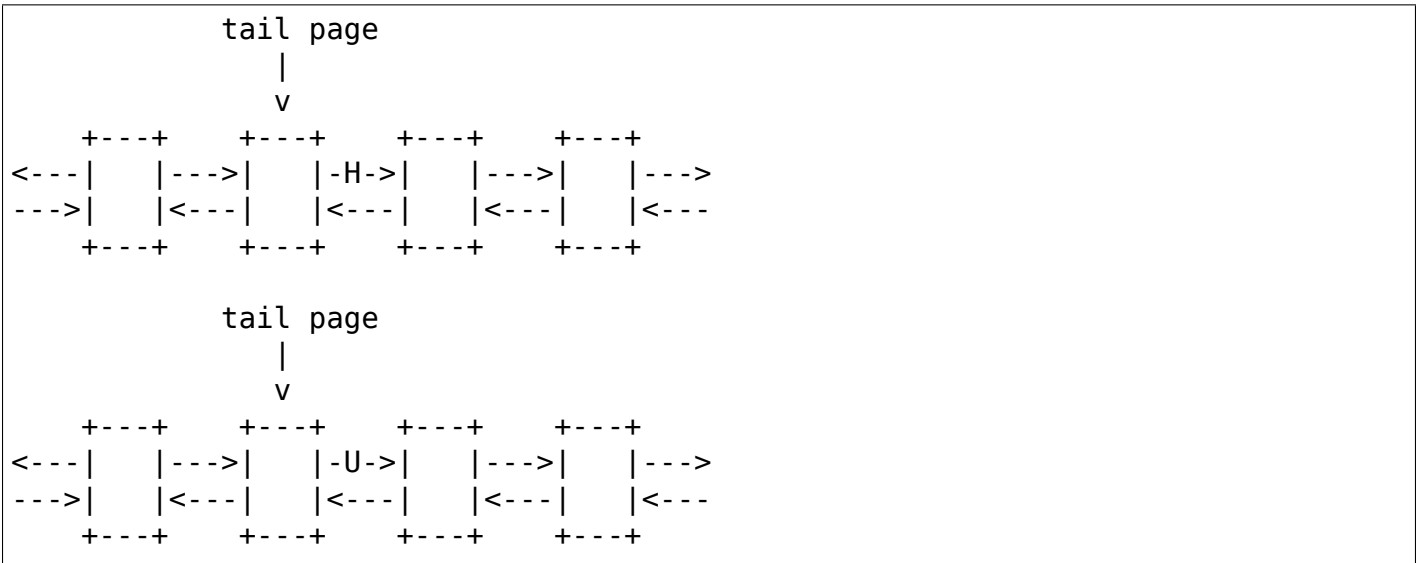 tail page
               |
               v
    +---+    +---+    +---+    +---+
<---|   |--->|   |-H->|   |--->|   |--->
--->|   |<---|   |<---|   |<---|   |<---
    +---+    +---+    +---+    +---+

            tail page
               |
               v
    +---+    +---+    +---+    +---+
<---|   |--->|   |-U->|   |--->|   |--->
--->|   |<---|   |<---|   |<---|   |<---
    +---+    +---+    +---+    +---+